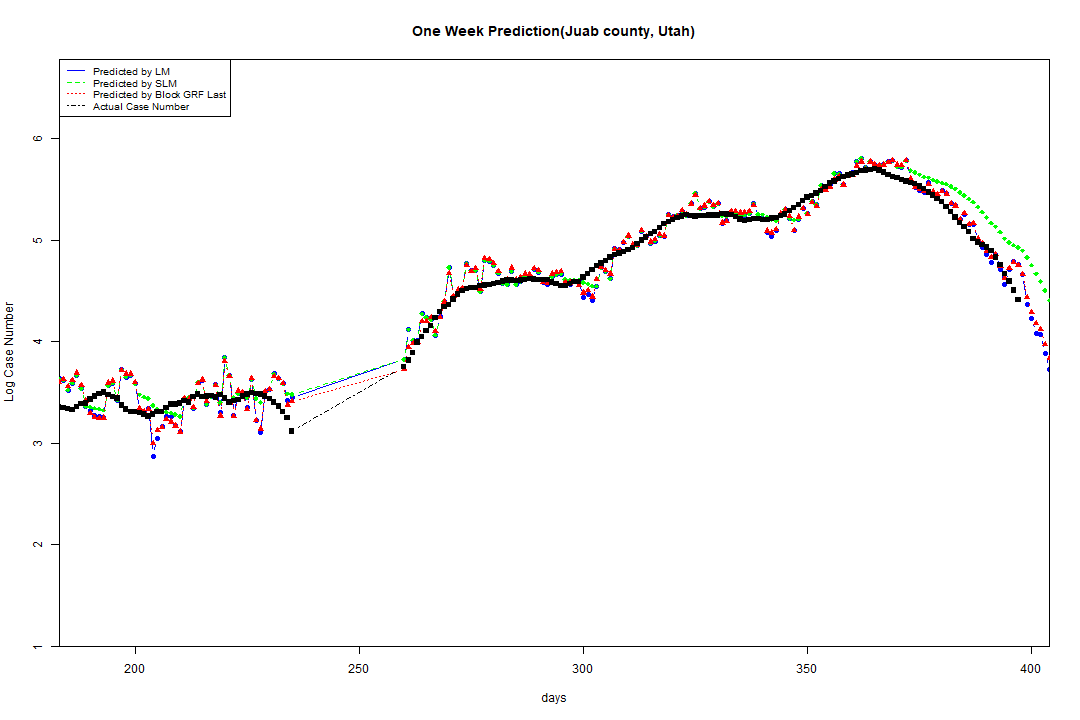 One Week Prediction(Juab county, Utah)
Predicted by LM
Predicted by SLM
Predicted by Block GRF Last
Actual Case Number
6
5
4
3
2
1
Log Case Number
200 250 300 350 400
days